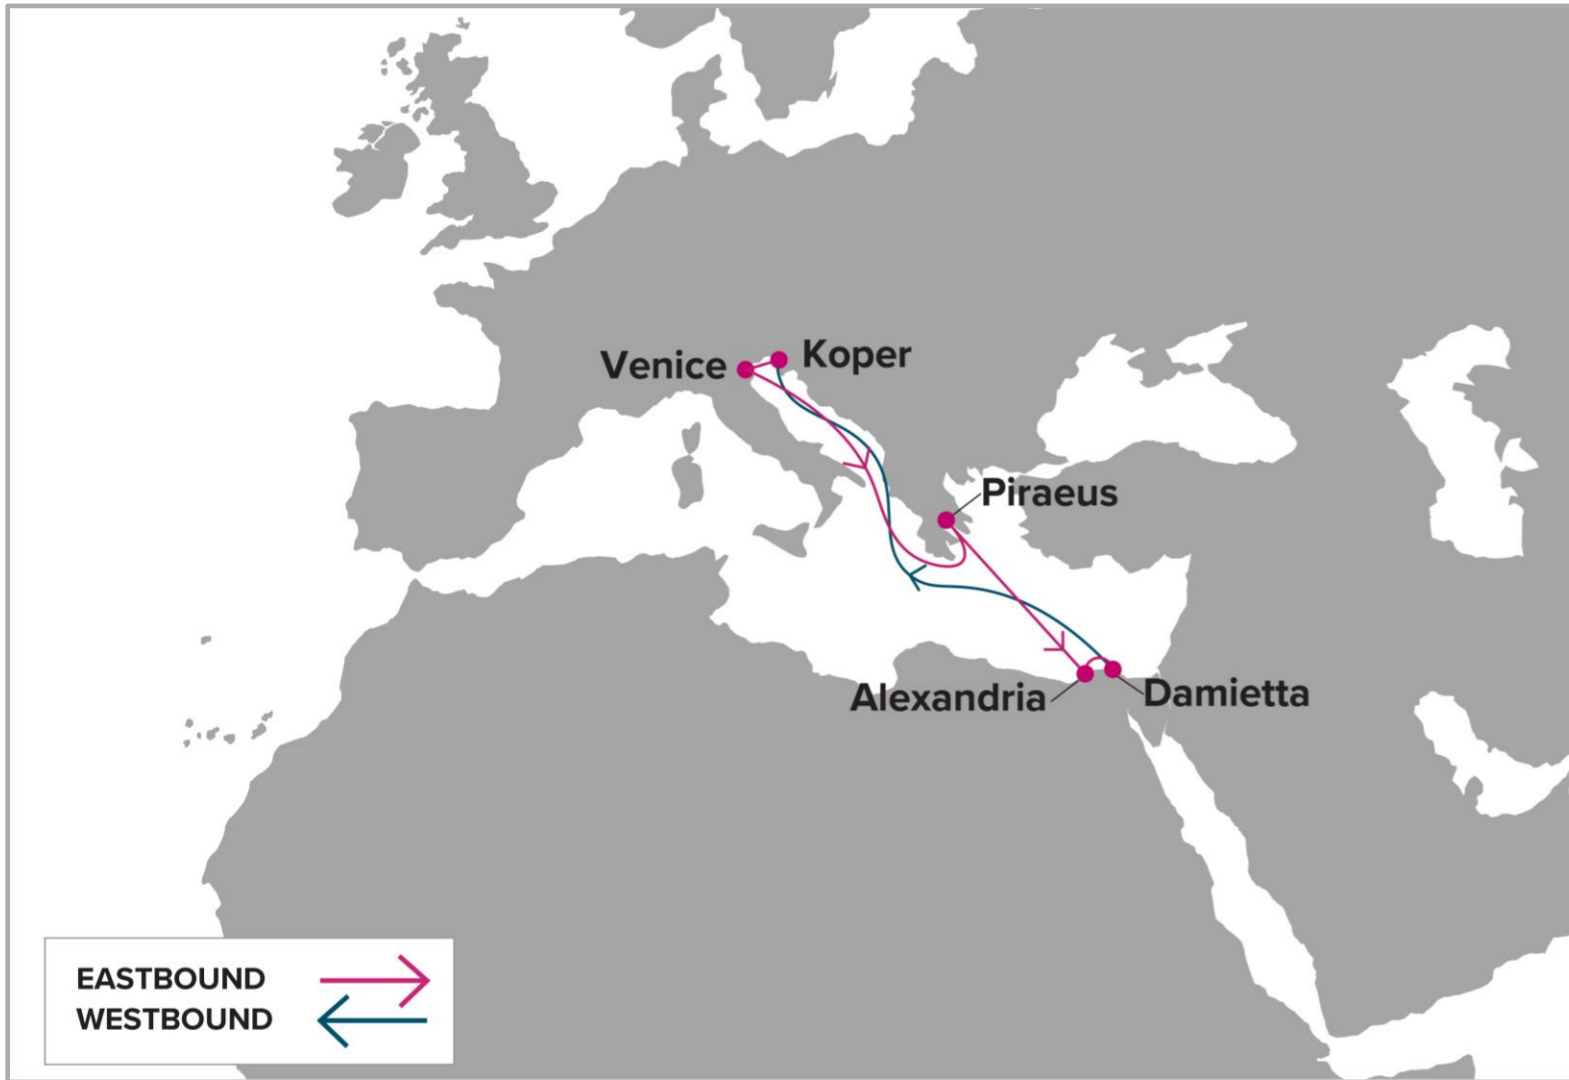 Venice
Koper
Piraeus
Alexandria
Damietta
EASTBOUND
WESTBOUND